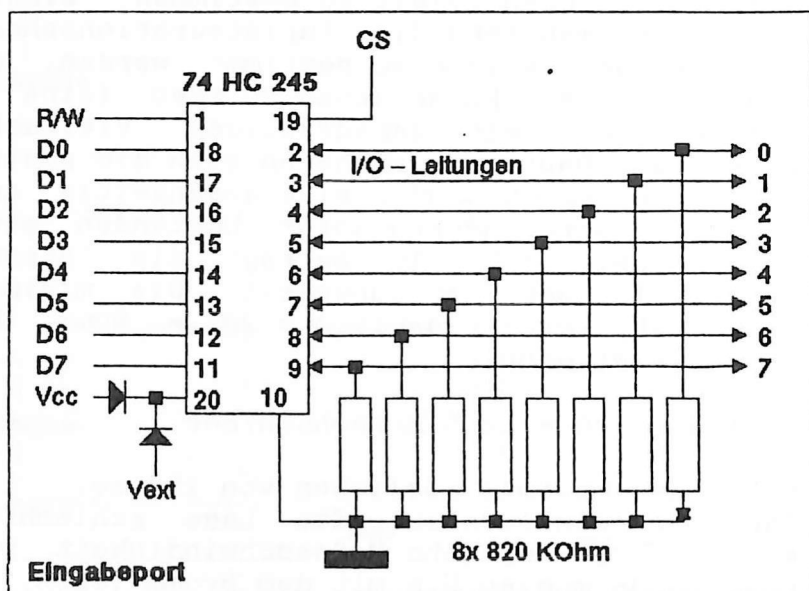 CS
74 HC 245
R/W 1 19
D0 18 2 0
I/O – Leitungen
D1 17 3 1
D2 16 4 2
D3 15 5 3
D4 14 6 4
D5 13 7 5
D6 12 8 6
D7 11 9 7
Vcc 20 10
Vext
8x 820 KOhm
Eingabeport